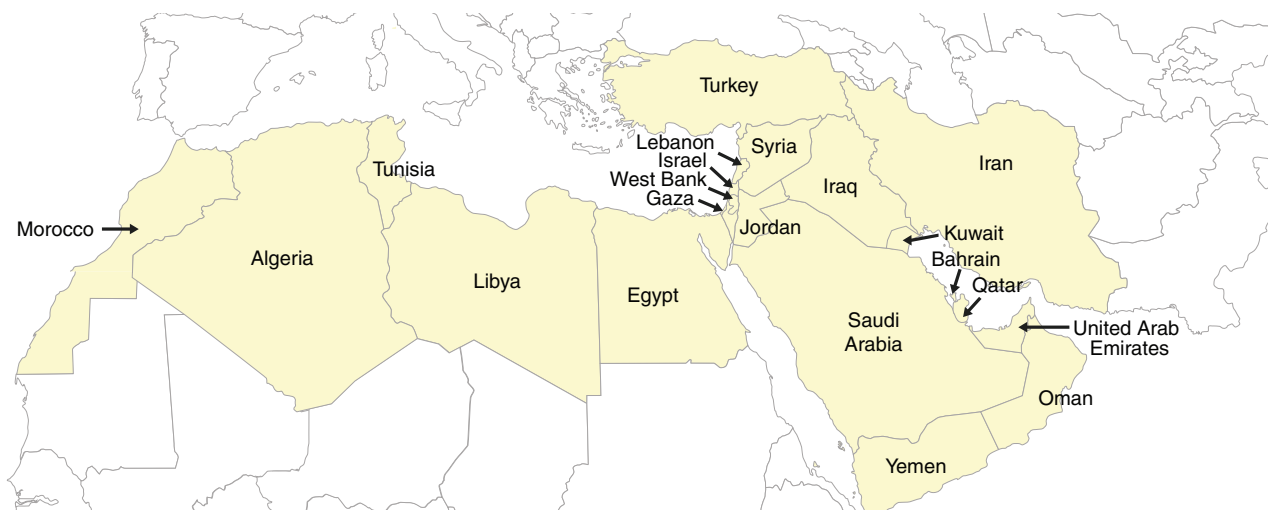 Turkey
Lebanon
Syria
Israel
Iran
Tunisia
West Bank
Iraq
Gaza
Morocco
Jordan
Kuwait
Algeria
Bahrain
Libya
Qatar
Egypt
Saudi
Arabia
United Arab
Emirates
Oman
Yemen